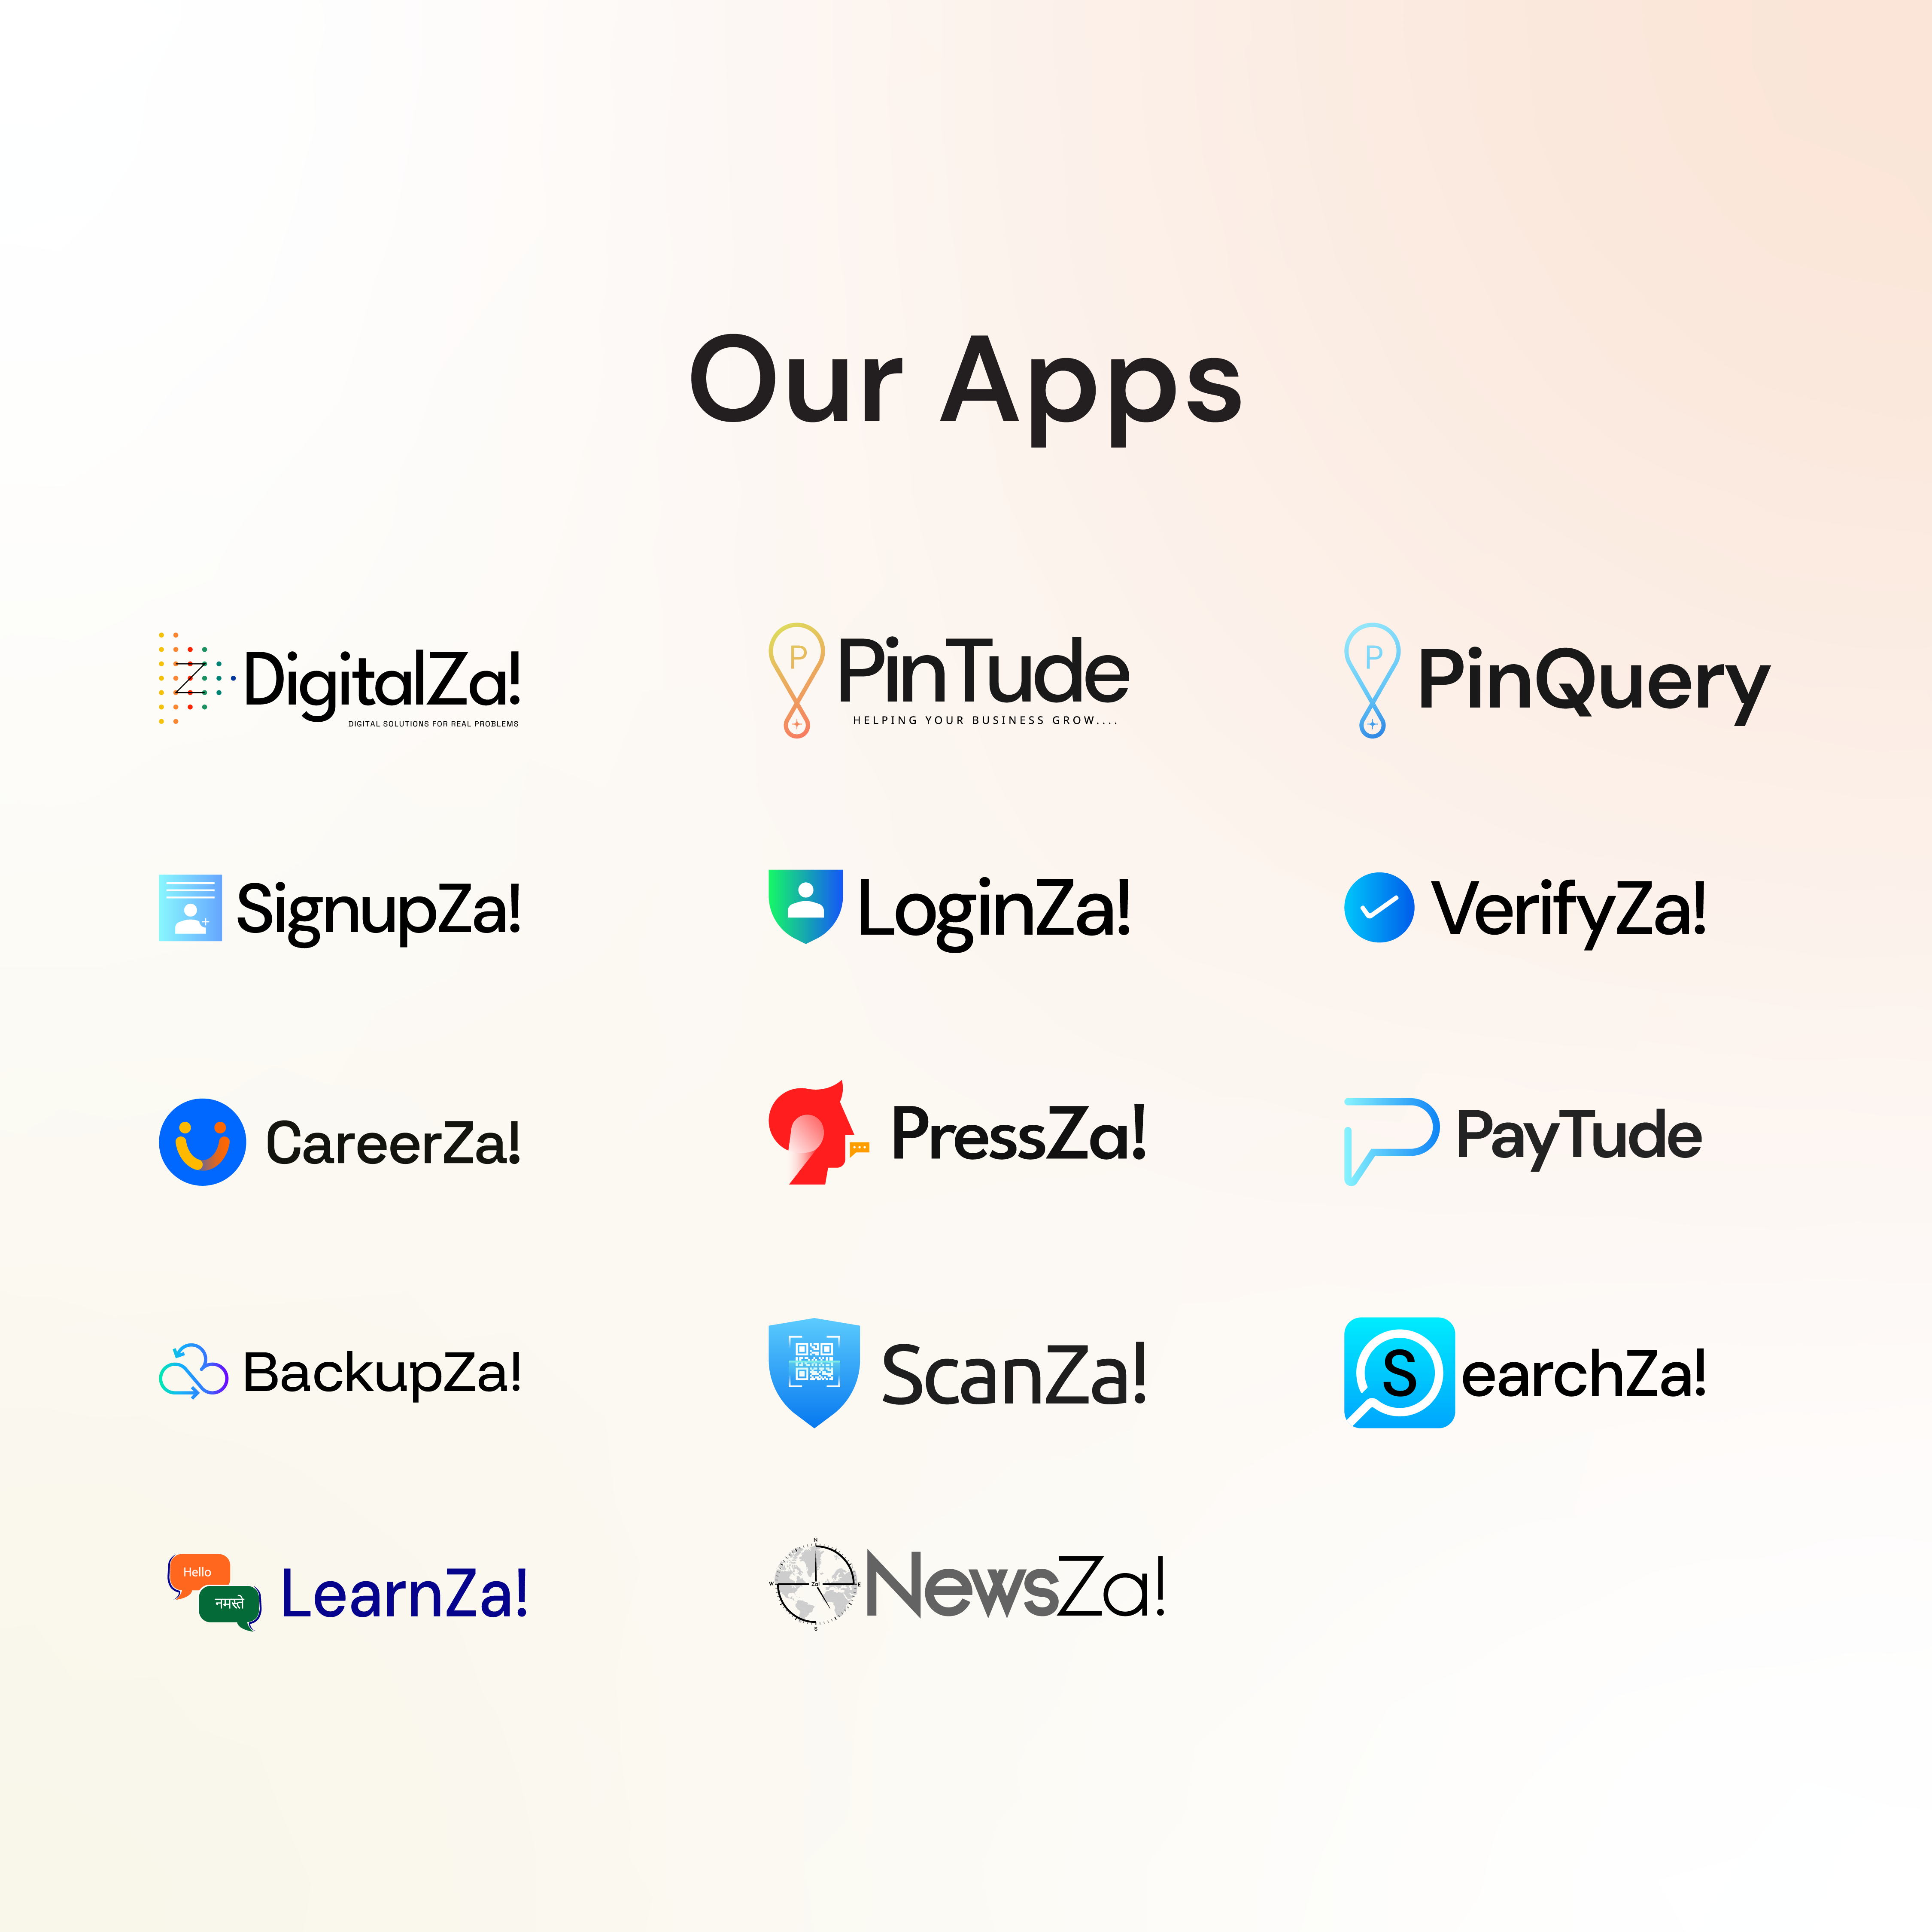 Our Apps
DigitalZa!
DIGITAL SOLUTIONS FOR REAL PROBLEMS
P
PinTude
HELPING YOUR BUSINESS GROW....
P
PinQuery
SignupZa!
LoginZa!
VerifyZa!
CareerZa!
PressZa!
PayTude
BackupZa!
ScanZa!
SearchZa!
Hello
नमस्ते
LearnZa!
N
W
Za!
E
S
NewsZa!